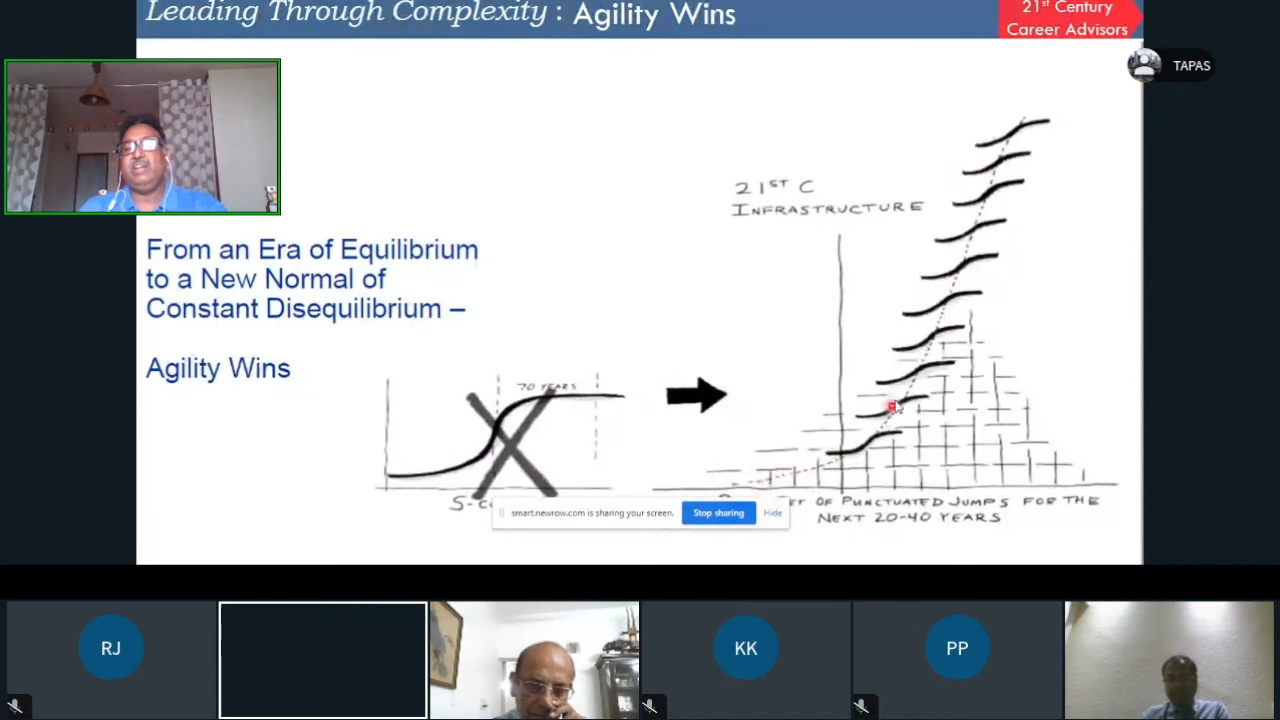 Leading Through Complexity : Agility Wins
21st Century
Career Advisors
TAPAS
21ST C
INFRASTRUCTURE
From an Era of Equilibrium
to a New Normal of
Constant Disequilibrium –
Agility Wins
70 YEARS
S-C
OF PUNCTUATED JUMPS FOR THE
NEXT 20-40 YEARS
smart.newrow.com is sharing your screen.
Stop sharing
Hide
RJ
KK
PP